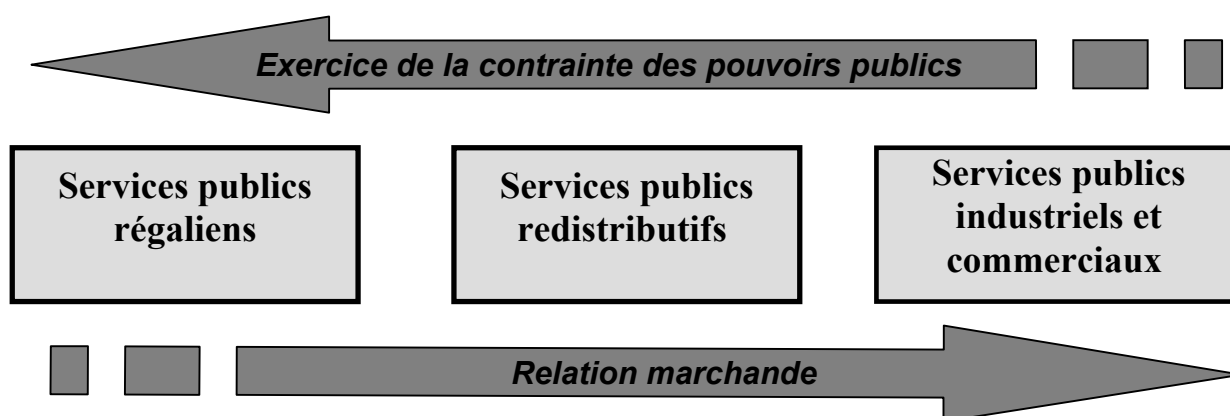 Exercice de la contrainte des pouvoirs publics
Services publics
régaliens
Services publics
redistributifs
Services publics
industriels et
commerciaux
Relation marchande